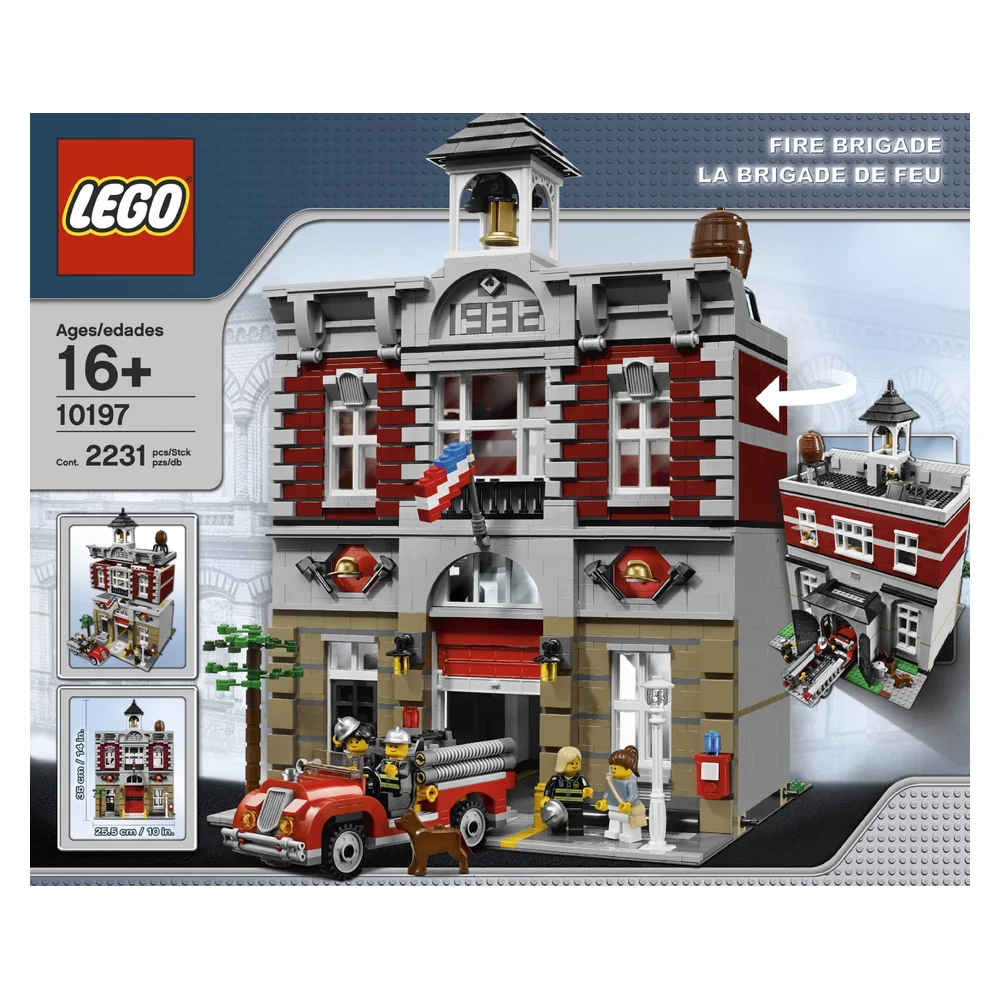 LEGO®
FIRE BRIGADE
LA BRIGADE DE FEU
Ages/edades
16+
10197
Cont. 2231 pcs/Stck
pzs/db
1932
35 cm / 14 in.
25.5 cm / 10 in.